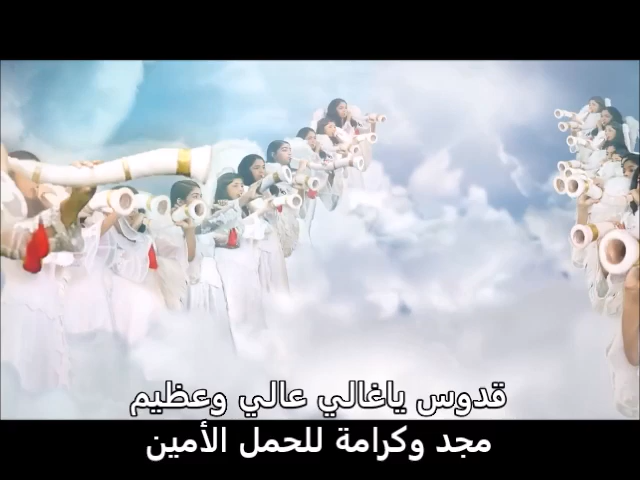 قدوس ياغالي عالي وعظيم
مجد وكرامة للحمل الأمين